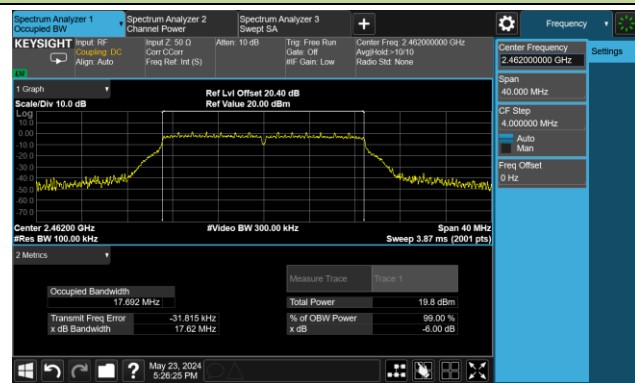 Spectrum Analyzer 1
Occupied BW
Spectrum Analyzer 2
Channel Power
Spectrum Analyzer 3
Swept SA
+
Frequency
KEYSIGHT
Input: RF
Coupling: DC
Align: Auto
Input Z: 50 Ω
Corr CCorr
Freq Ref: Int (S)
Atten: 10 dB
Trig: Free Run
Gate: Off
#IF Gain: Low
Center Freq: 2.462000000 GHz
Avg|Hold:>10/10
Radio Std: None
Center Frequency
2.462000000 GHz
Settings
Span
40.000 MHz
CF Step
4.000000 MHz
Auto
Man
Freq Offset
0 Hz
1 Graph
Scale/Div 10.0 dB
Ref Lvl Offset 20.40 dB
Ref Value 20.00 dBm
Log
10.0
0.00
-10.0
-20.0
-30.0
-40.0
-50.0
-60.0
-70.0
Center 2.46200 GHz
#Res BW 100.00 kHz
#Video BW 300.00 kHz
Span 40 MHz
Sweep 3.87 ms (2001 pts)
2 Metrics
Measure Trace
Trace 1
Occupied Bandwidth
17.692 MHz
Total Power
19.8 dBm
Transmit Freq Error
-31.815 kHz
% of OBW Power
99.00 %
x dB Bandwidth
17.62 MHz
x dB
-6.00 dB
?
May 23, 2024
5:26:25 PM